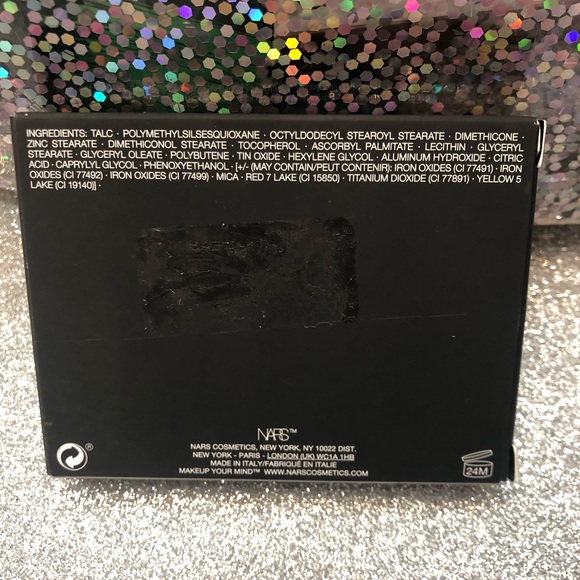 INGREDIENTS: TALC · POLYMETHYLSILSESQUIOXANE · OCTYLDODECYL STEAROYL STEARATE · DIMETHICONE ·
ZINC STEARATE · DIMETHICONOL STEARATE · TOCOPHEROL · ASCORBYL PALMITATE · LECITHIN · GLYCERYL
STEARATE · GLYCERYL OLEATE · POLYBUTENE · TIN OXIDE · HEXYLENE GLYCOL · ALUMINUM HYDROXIDE · CITRIC
ACID · CAPRYLYL GLYCOL · PHENOXYETHANOL · [+/- (MAY CONTAIN/PEUT CONTENIR): IRON OXIDES (CI 77491) · IRON
OXIDES (CI 77492) · IRON OXIDES (CI 77499) · MICA · RED 7 LAKE (CI 15850) · TITANIUM DIOXIDE (CI 77891) · YELLOW 5
LAKE (CI 19140)] ·
NARS™
NARS COSMETICS, NEW YORK, NY 10022 DIST.
NEW YORK - PARIS - LONDON (UK) WC1A 1HB
MADE IN ITALY/FABRIQUÉ EN ITALIE
MAKEUP YOUR MIND™ WWW.NARSCOSMETICS.COM
®
24M